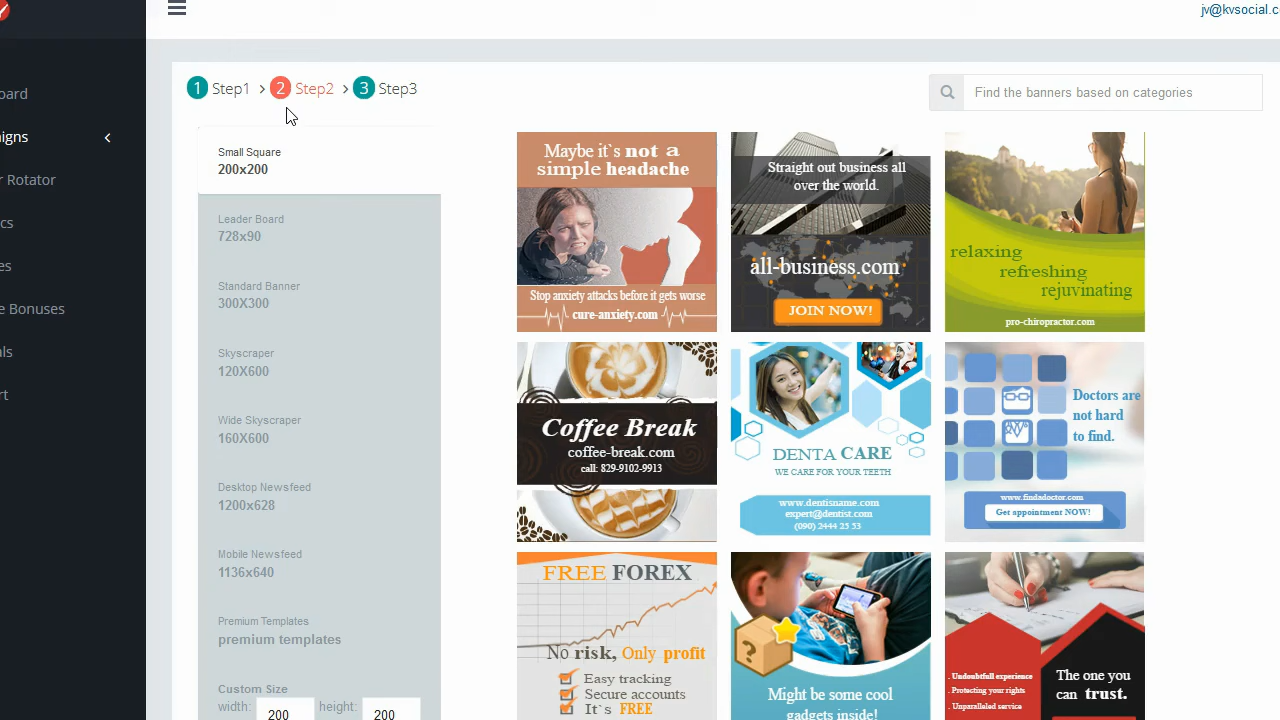 jv@kvsocial.c
1 Step1 > 2 Step2 > 3 Step3
Find the banners based on categories
oard
igns
r Rotator
cs
es
e Bonuses
als
rt
Small Square
200x200
Leader Board
728x90
Standard Banner
300X300
Skyscraper
120X600
Wide Skyscraper
160X600
Desktop Newsfeed
1200x628
Mobile Newsfeed
1136x640
Premium Templates
premium templates
Custom Size
width: 200 height: 200
Maybe it`s not a
simple headache
Stop anxiety attacks before it gets worse
cure-anxiety.com
Straight out business all
over the world.
all-business.com
JOIN NOW!
relaxing
refreshing
rejuvinating
pro-chiropractor.com
Coffee Break
coffee-break.com
call: 829-9102-9913
DENTA CARE
WE CARE FOR YOUR TEETH
www.dentisname.com
expert@dentist.com
(090) 2444 25 53
Doctors are
not hard
to find.
www.findadoctor.com
Get appointment NOW!
FREE FOREX
No risk, Only profit
Easy tracking
Secure accounts
It`s FREE
?
Might be some cool
gadgets inside!
. Undoubtfull experience
. Protecting your rights
. Unparalleled service
The one you
can trust.